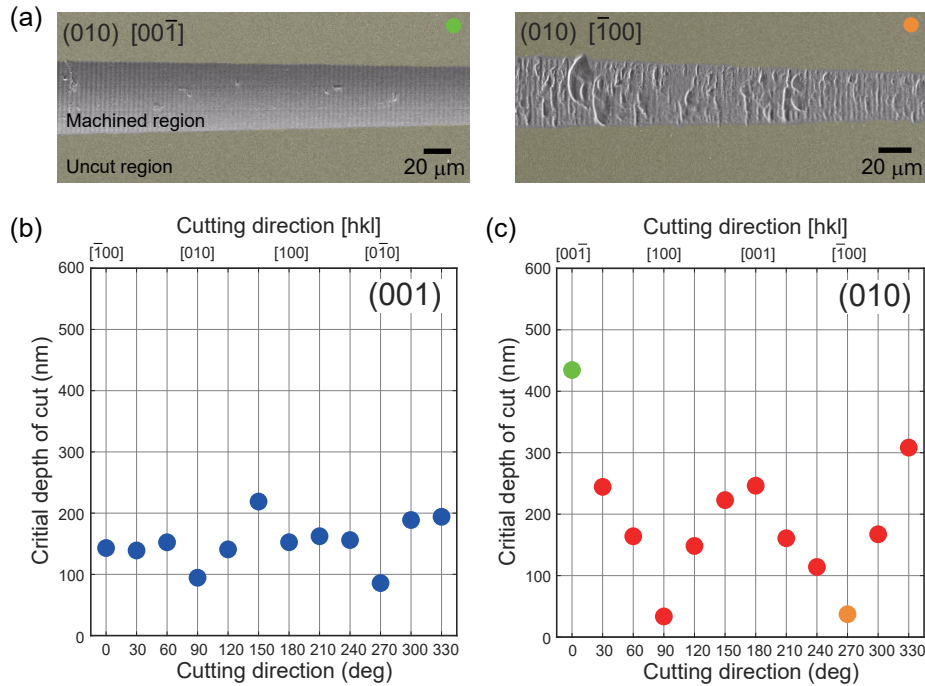 (a)
(010) [001̅]
Machined region
Uncut region
20 μm
(010) [1̅00]
20 μm
(b)
Cutting direction [hkl]
[1̅00] [010] [100] [01̅0]
(001)
Critial depth of cut (nm)
600
500
400
300
200
100
0
0 30 60 90 120 150 180 210 240 270 300 330
Cutting direction (deg)
(c)
Cutting direction [hkl]
[001̅] [100] [001] [1̅00]
(010)
Critial depth of cut (nm)
600
500
400
300
200
100
0
0 30 60 90 120 150 180 210 240 270 300 330
Cutting direction (deg)